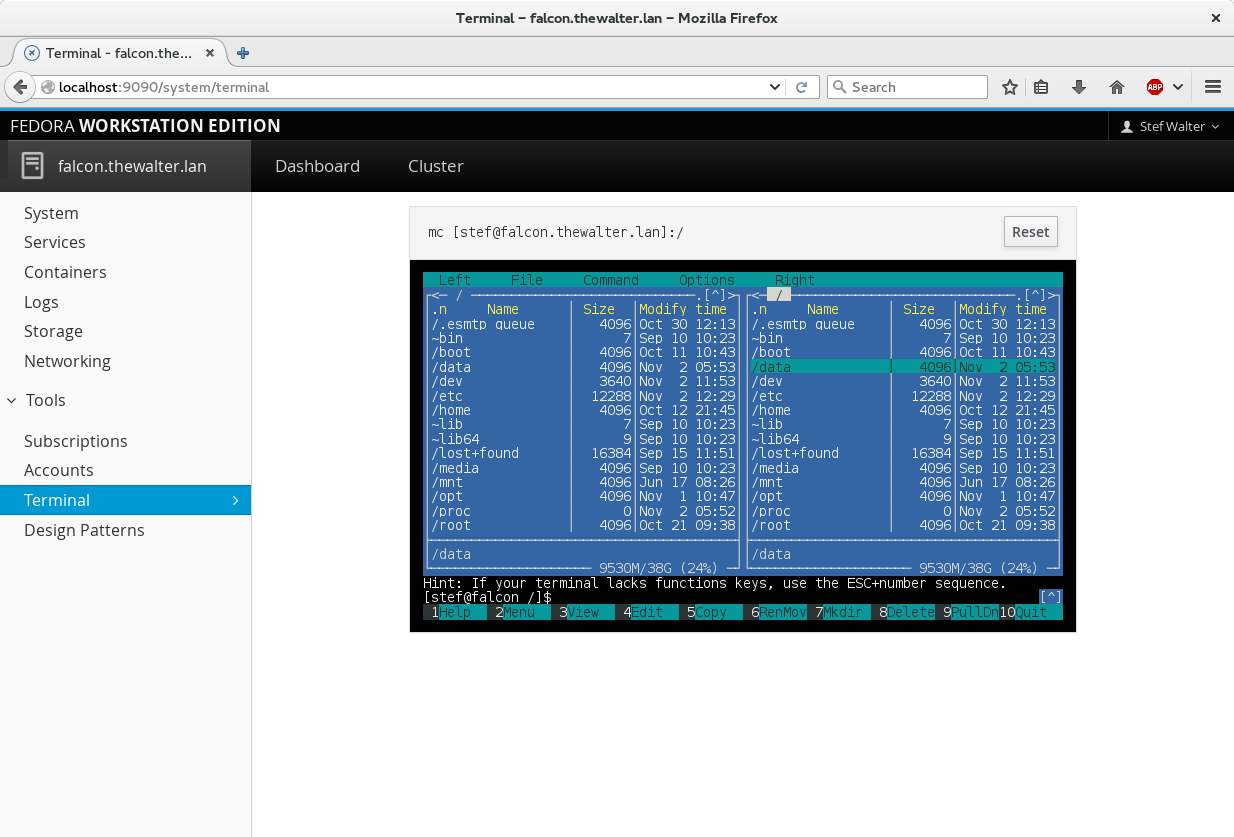 Terminal – falcon.thewalter.lan – Mozilla Firefox
Terminal - falcon.the...
localhost:9090/system/terminal
Search
ABP
FEDORA WORKSTATION EDITION
Stef Walter
falcon.thewalter.lan
Dashboard
Cluster
System
Services
Containers
Logs
Storage
Networking
Tools
Subscriptions
Accounts
Terminal
Design Patterns
mc [stef@falcon.thewalter.lan]:/
Reset
Left File Command Options Right
<─ / .[^]> <─ / .[^]>
.n Name Size Modify time .n Name Size Modify time
/.esmtp_queue 4096 Oct 30 12:13 /.esmtp_queue 4096 Oct 30 12:13
~bin 7 Sep 10 10:23 ~bin 7 Sep 10 10:23
/boot 4096 Oct 11 10:43 /boot 4096 Oct 11 10:43
/data 4096 Nov 2 05:53 /data 4096 Nov 2 05:53
/dev 3640 Nov 2 11:53 /dev 3640 Nov 2 11:53
/etc 12288 Nov 2 12:29 /etc 12288 Nov 2 12:29
/home 4096 Oct 12 21:45 /home 4096 Oct 12 21:45
~lib 7 Sep 10 10:23 ~lib 7 Sep 10 10:23
~lib64 9 Sep 10 10:23 ~lib64 9 Sep 10 10:23
/lost+found 16384 Sep 15 11:51 /lost+found 16384 Sep 15 11:51
/media 4096 Sep 10 10:23 /media 4096 Sep 10 10:23
/mnt 4096 Jun 17 08:26 /mnt 4096 Jun 17 08:26
/opt 4096 Nov 1 10:47 /opt 4096 Nov 1 10:47
/proc 0 Nov 2 05:52 /proc 0 Nov 2 05:52
/root 4096 Oct 21 09:38 /root 4096 Oct 21 09:38
/data /data
9530M/38G (24%) 9530M/38G (24%)
Hint: If your terminal lacks functions keys, use the ESC+number sequence.
[stef@falcon /]$ [^]
1Help 2Menu 3View 4Edit 5Copy 6RenMov 7Mkdir 8Delete 9PullDn 10Quit